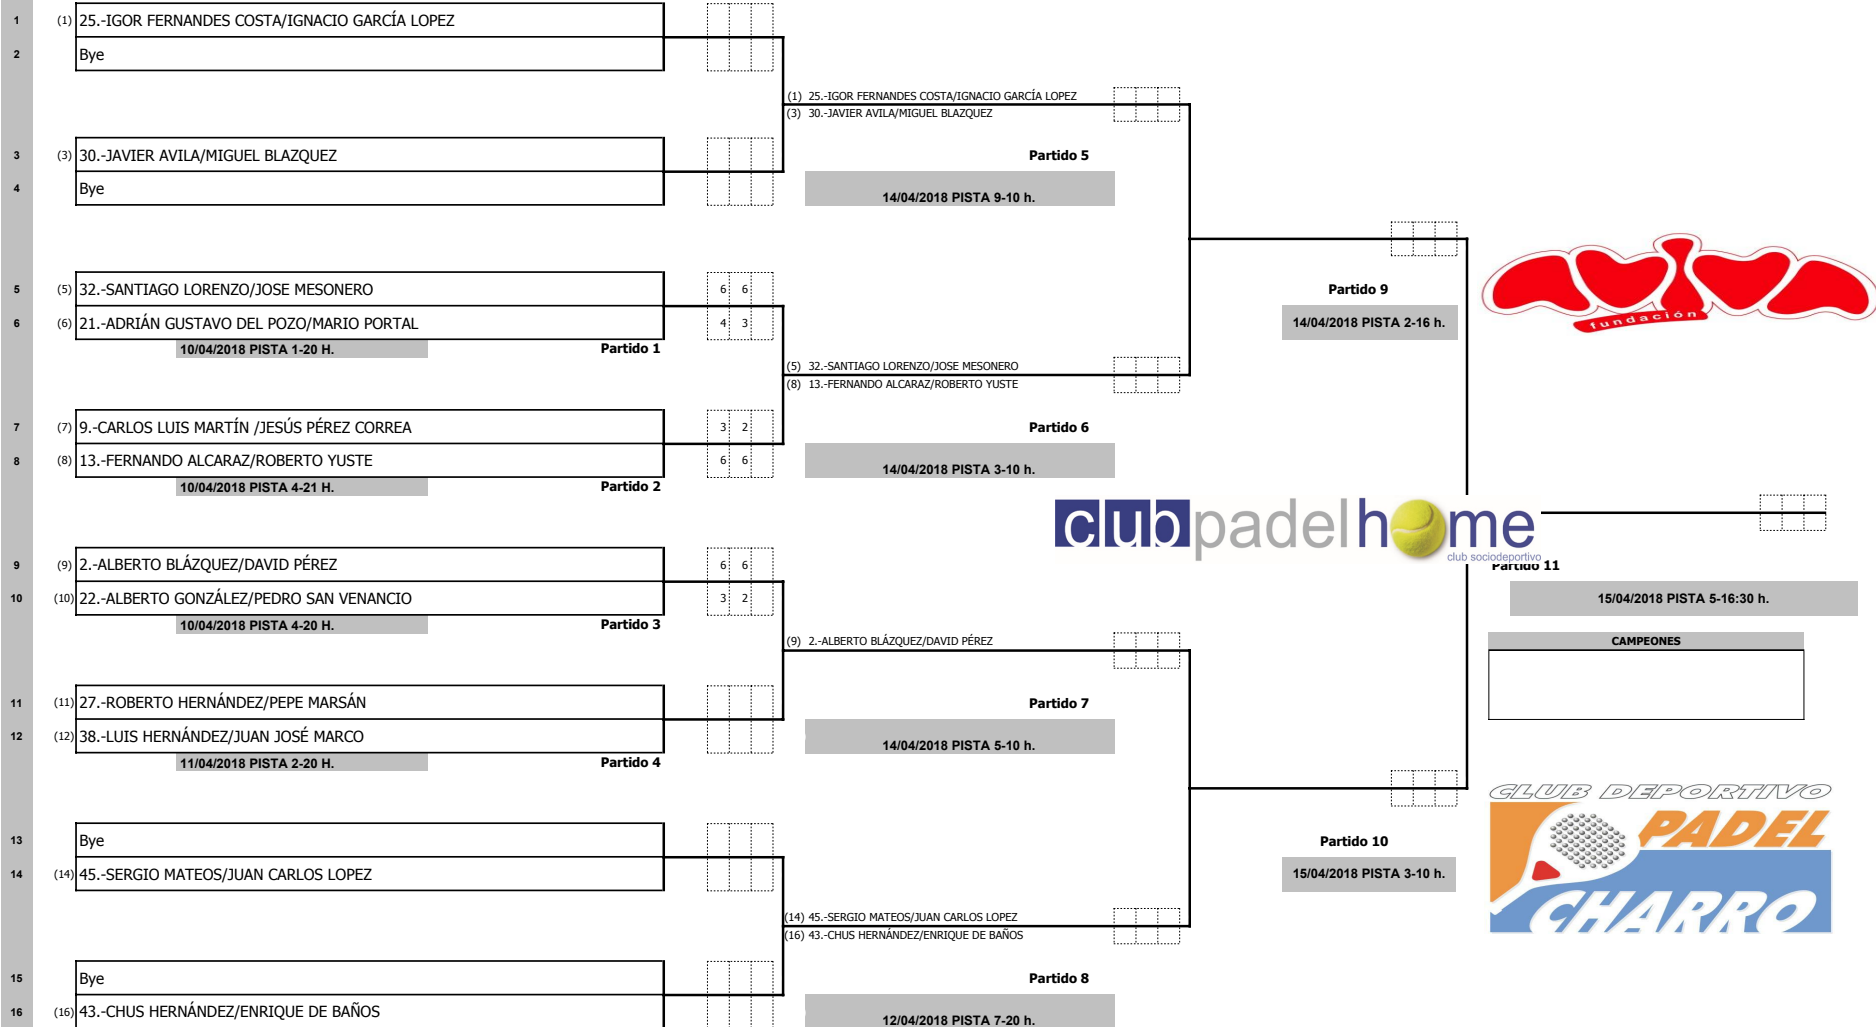 1 (1) 25.-IGOR FERNANDES COSTA/IGNACIO GARCÍA LOPEZ
2 Bye
(1) 25.-IGOR FERNANDES COSTA/IGNACIO GARCÍA LOPEZ
(3) 30.-JAVIER AVILA/MIGUEL BLAZQUEZ
3 (3) 30.-JAVIER AVILA/MIGUEL BLAZQUEZ
Partido 5
4 Bye
14/04/2018 PISTA 9-10 h.
5 (5) 32.-SANTIAGO LORENZO/JOSE MESONERO 6 6
Partido 9
6 (6) 21.-ADRIÁN GUSTAVO DEL POZO/MARIO PORTAL 4 3
14/04/2018 PISTA 2-16 h.
fundación
10/04/2018 PISTA 1-20 H. Partido 1
(5) 32.-SANTIAGO LORENZO/JOSE MESONERO
(8) 13.-FERNANDO ALCARAZ/ROBERTO YUSTE
7 (7) 9.-CARLOS LUIS MARTÍN /JESÚS PÉREZ CORREA 3 2
Partido 6
8 (8) 13.-FERNANDO ALCARAZ/ROBERTO YUSTE 6 6
14/04/2018 PISTA 3-10 h.
10/04/2018 PISTA 4-21 H. Partido 2
clubpadelhome
club sociodeportivo
9 (9) 2.-ALBERTO BLÁZQUEZ/DAVID PÉREZ 6 6
Partido 11
10 (10) 22.-ALBERTO GONZÁLEZ/PEDRO SAN VENANCIO 3 2
15/04/2018 PISTA 5-16:30 h.
10/04/2018 PISTA 4-20 H. Partido 3
(9) 2.-ALBERTO BLÁZQUEZ/DAVID PÉREZ
CAMPEONES
11 (11) 27.-ROBERTO HERNÁNDEZ/PEPE MARSÁN
Partido 7
12 (12) 38.-LUIS HERNÁNDEZ/JUAN JOSÉ MARCO
14/04/2018 PISTA 5-10 h.
11/04/2018 PISTA 2-20 H. Partido 4
CLUB DEPORTIVO
PADEL
CHARRO
13 Bye
Partido 10
14 (14) 45.-SERGIO MATEOS/JUAN CARLOS LOPEZ
15/04/2018 PISTA 3-10 h.
(14) 45.-SERGIO MATEOS/JUAN CARLOS LOPEZ
(16) 43.-CHUS HERNÁNDEZ/ENRIQUE DE BAÑOS
15 Bye
Partido 8
16 (16) 43.-CHUS HERNÁNDEZ/ENRIQUE DE BAÑOS
12/04/2018 PISTA 7-20 h.